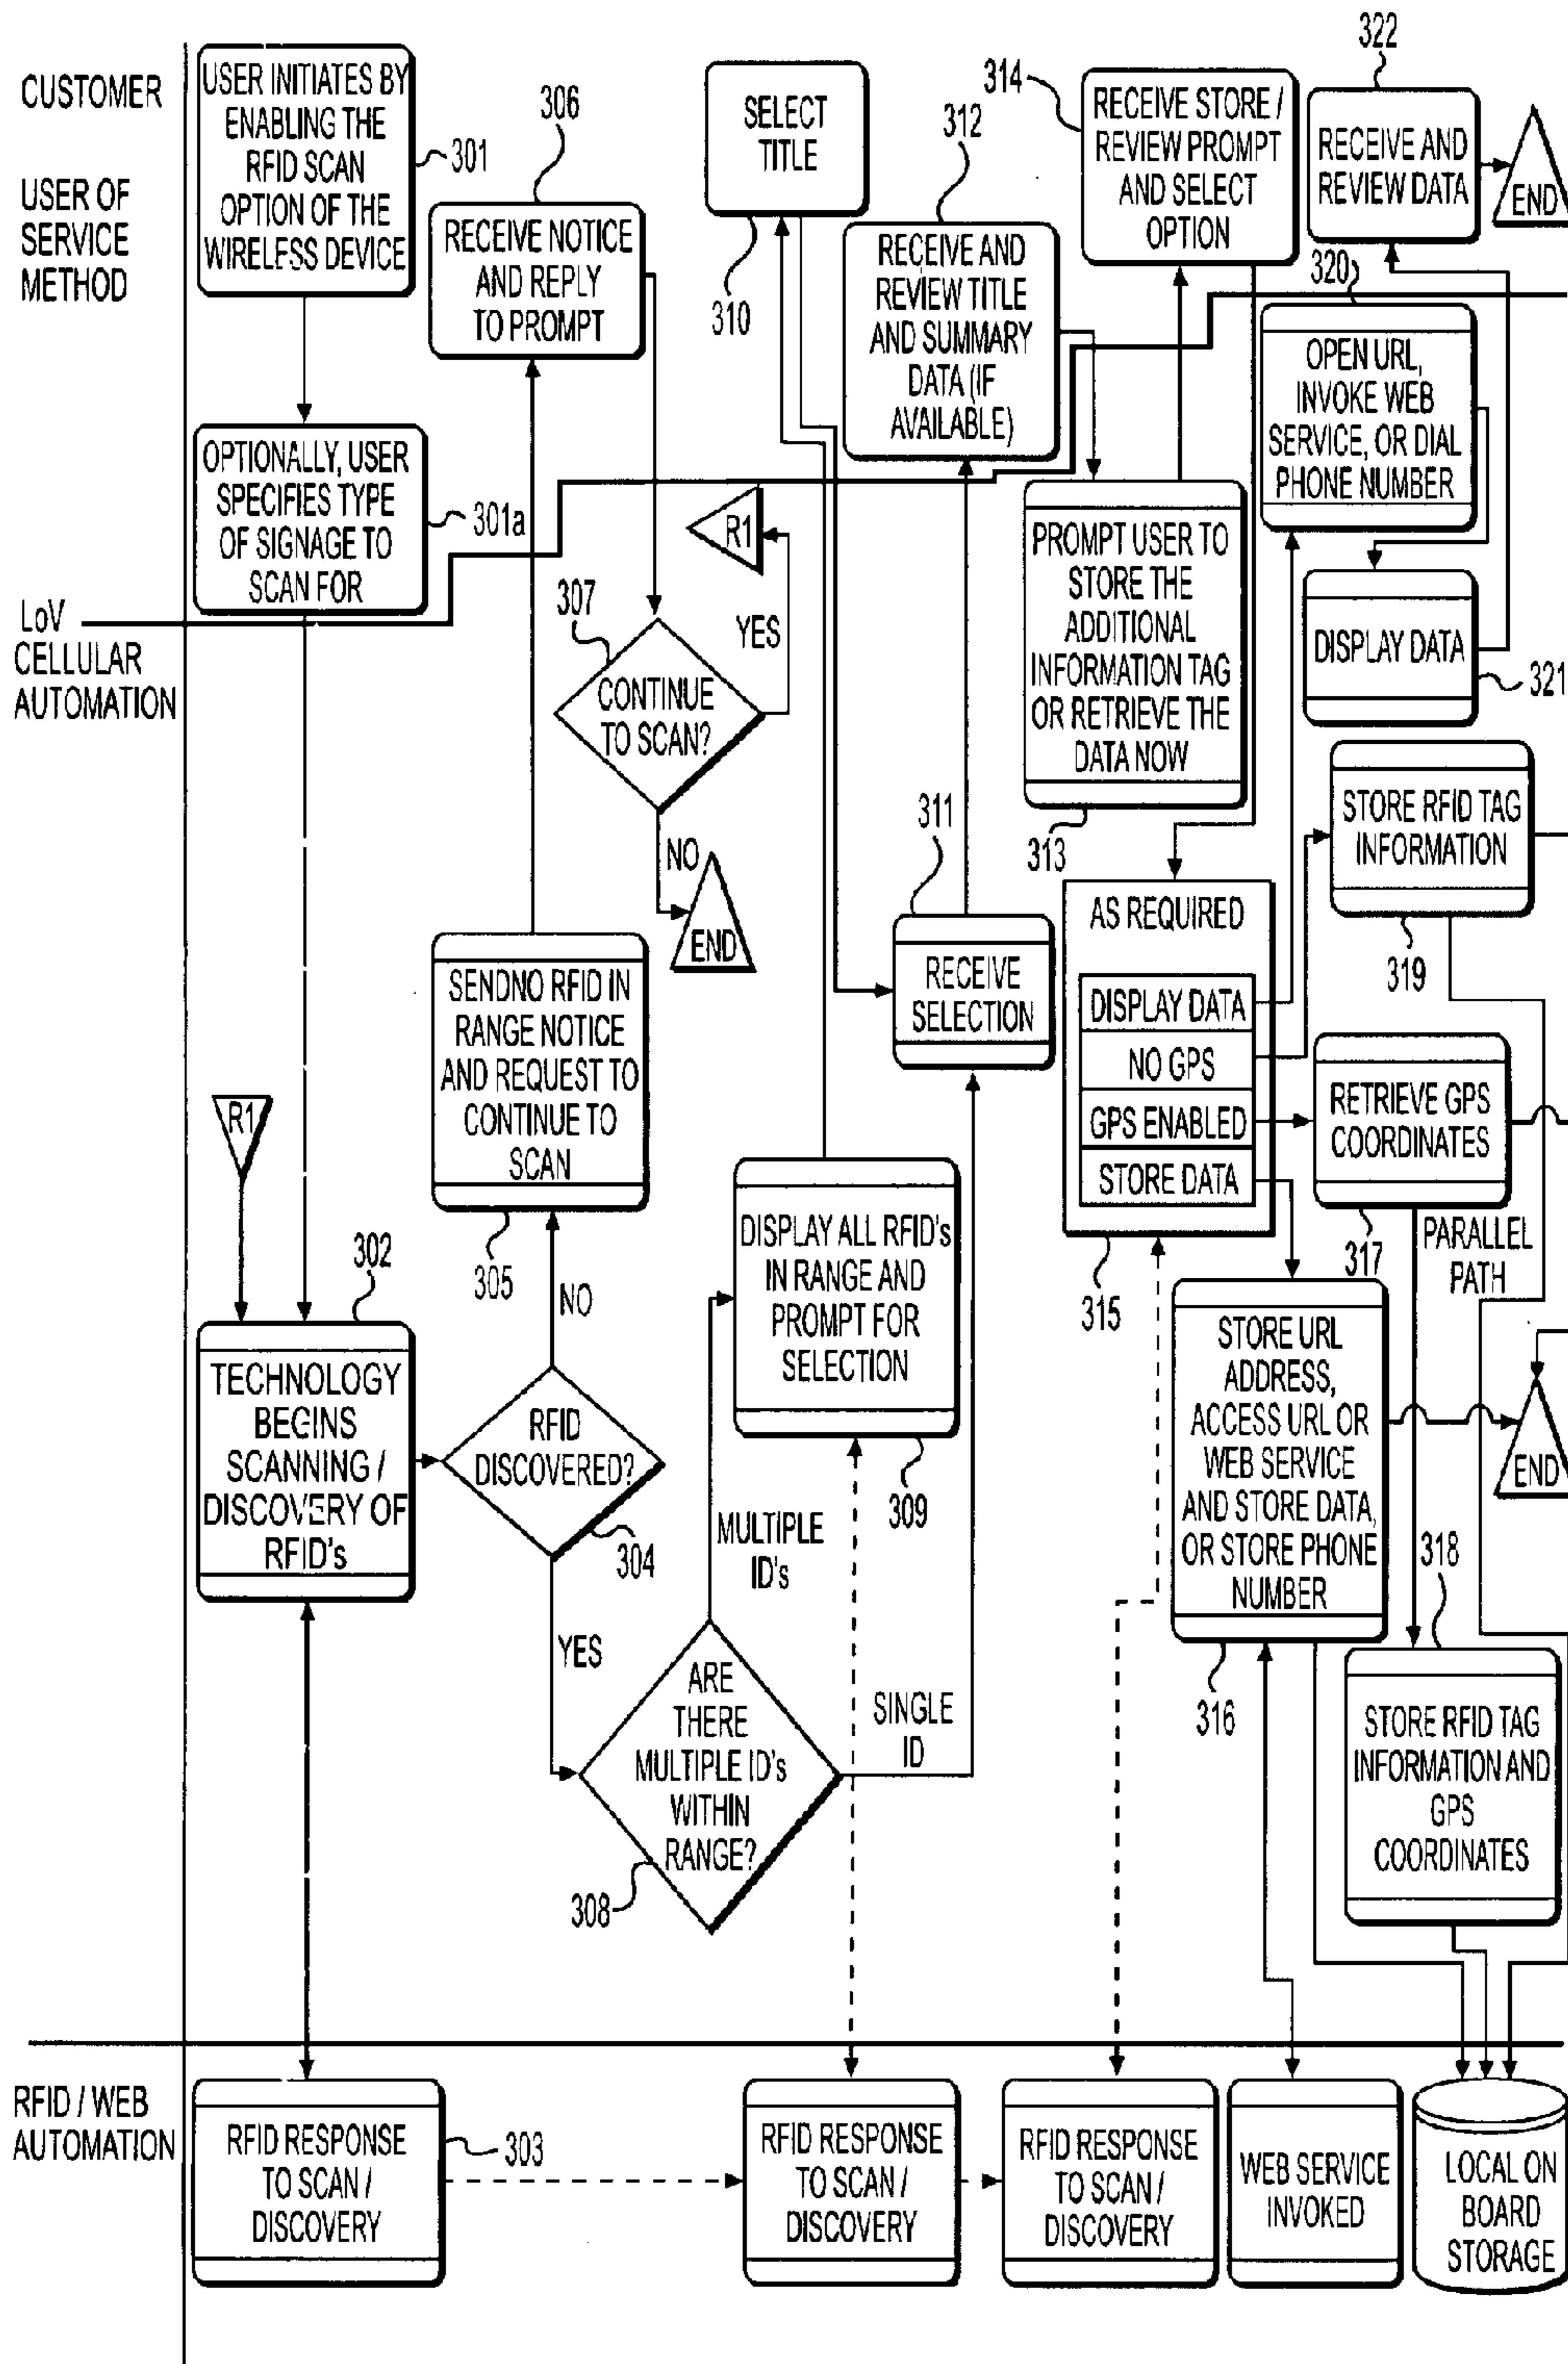 CUSTOMER
USER OF
SERVICE
METHOD
LoV
CELLULAR
AUTOMATION
RFID / WEB
AUTOMATION
USER INITIATES BY
ENABLING THE
RFID SCAN
OPTION OF THE
WIRELESS DEVICE
301
OPTIONALLY, USER
SPECIFIES TYPE
OF SIGNAGE TO
SCAN FOR
301a
R1
302
TECHNOLOGY
BEGINS
SCANNING /
DISCOVERY OF
RFID's
RFID RESPONSE
TO SCAN /
DISCOVERY
303
RFID
DISCOVERED?
304
NO
YES
SENDNO RFID IN
RANGE NOTICE
AND REQUEST TO
CONTINUE TO
SCAN
305
306
RECEIVE NOTICE
AND REPLY
TO PROMPT
307
CONTINUE
TO SCAN?
YES
R1
NO
END
ARE
THERE
MULTIPLE ID's
WITHIN
RANGE?
308
MULTIPLE
ID's
SINGLE
ID
DISPLAY ALL RFID's
IN RANGE AND
PROMPT FOR
SELECTION
309
RFID RESPONSE
TO SCAN /
DISCOVERY
SELECT
TITLE
310
311
RECEIVE
SELECTION
312
RECEIVE AND
REVIEW TITLE
AND SUMMARY
DATA (IF
AVAILABLE)
PROMPT USER TO
STORE THE
ADDITIONAL
INFORMATION TAG
OR RETRIEVE THE
DATA NOW
313
314
RECEIVE STORE /
REVIEW PROMPT
AND SELECT
OPTION
AS REQUIRED
DISPLAY DATA
NO GPS
GPS ENABLED
STORE DATA
315
RFID RESPONSE
TO SCAN /
DISCOVERY
STORE URL
ADDRESS,
ACCESS URL OR
WEB SERVICE
AND STORE DATA,
OR STORE PHONE
NUMBER
316
WEB SERVICE
INVOKED
RETRIEVE GPS
COORDINATES
317
PARALLEL
PATH
318
STORE RFID TAG
INFORMATION AND
GPS
COORDINATES
STORE RFID TAG
INFORMATION
319
320
OPEN URL,
INVOKE WEB
SERVICE, OR DIAL
PHONE NUMBER
DISPLAY DATA
321
322
RECEIVE AND
REVIEW DATA
END
END
LOCAL ON
BOARD
STORAGE